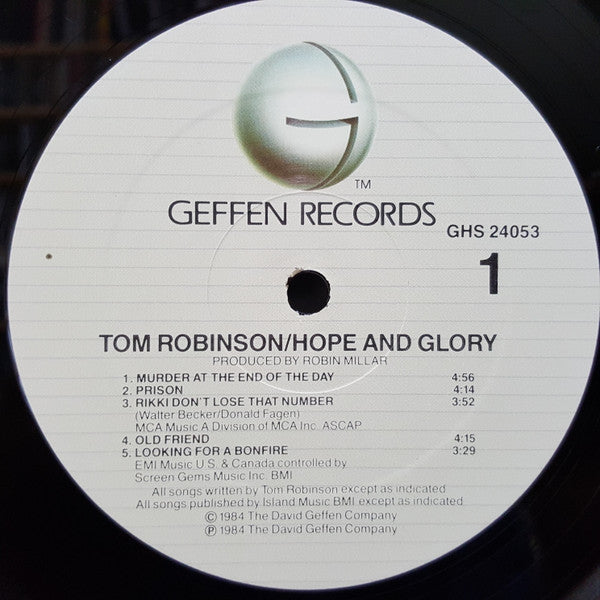 TM
GEFFEN RECORDS
GHS 24053
1
TOM ROBINSON/HOPE AND GLORY
PRODUCED BY ROBIN MILLAR
1. MURDER AT THE END OF THE DAY 4:56
2. PRISON 4:14
3. RIKKI DON'T LOSE THAT NUMBER 3:52
(Walter Becker/Donald Fagen)
MCA Music A Division of MCA Inc. ASCAP
4. OLD FRIEND 4:15
5. LOOKING FOR A BONFIRE 3:29
EMI Music U.S. & Canada controlled by
Screen Gems Music Inc. BMI
All songs written by Tom Robinson except as indicated
All songs published by Island Music BMI except as indicated.
© 1984 The David Geffen Company
℗ 1984 The David Geffen Company